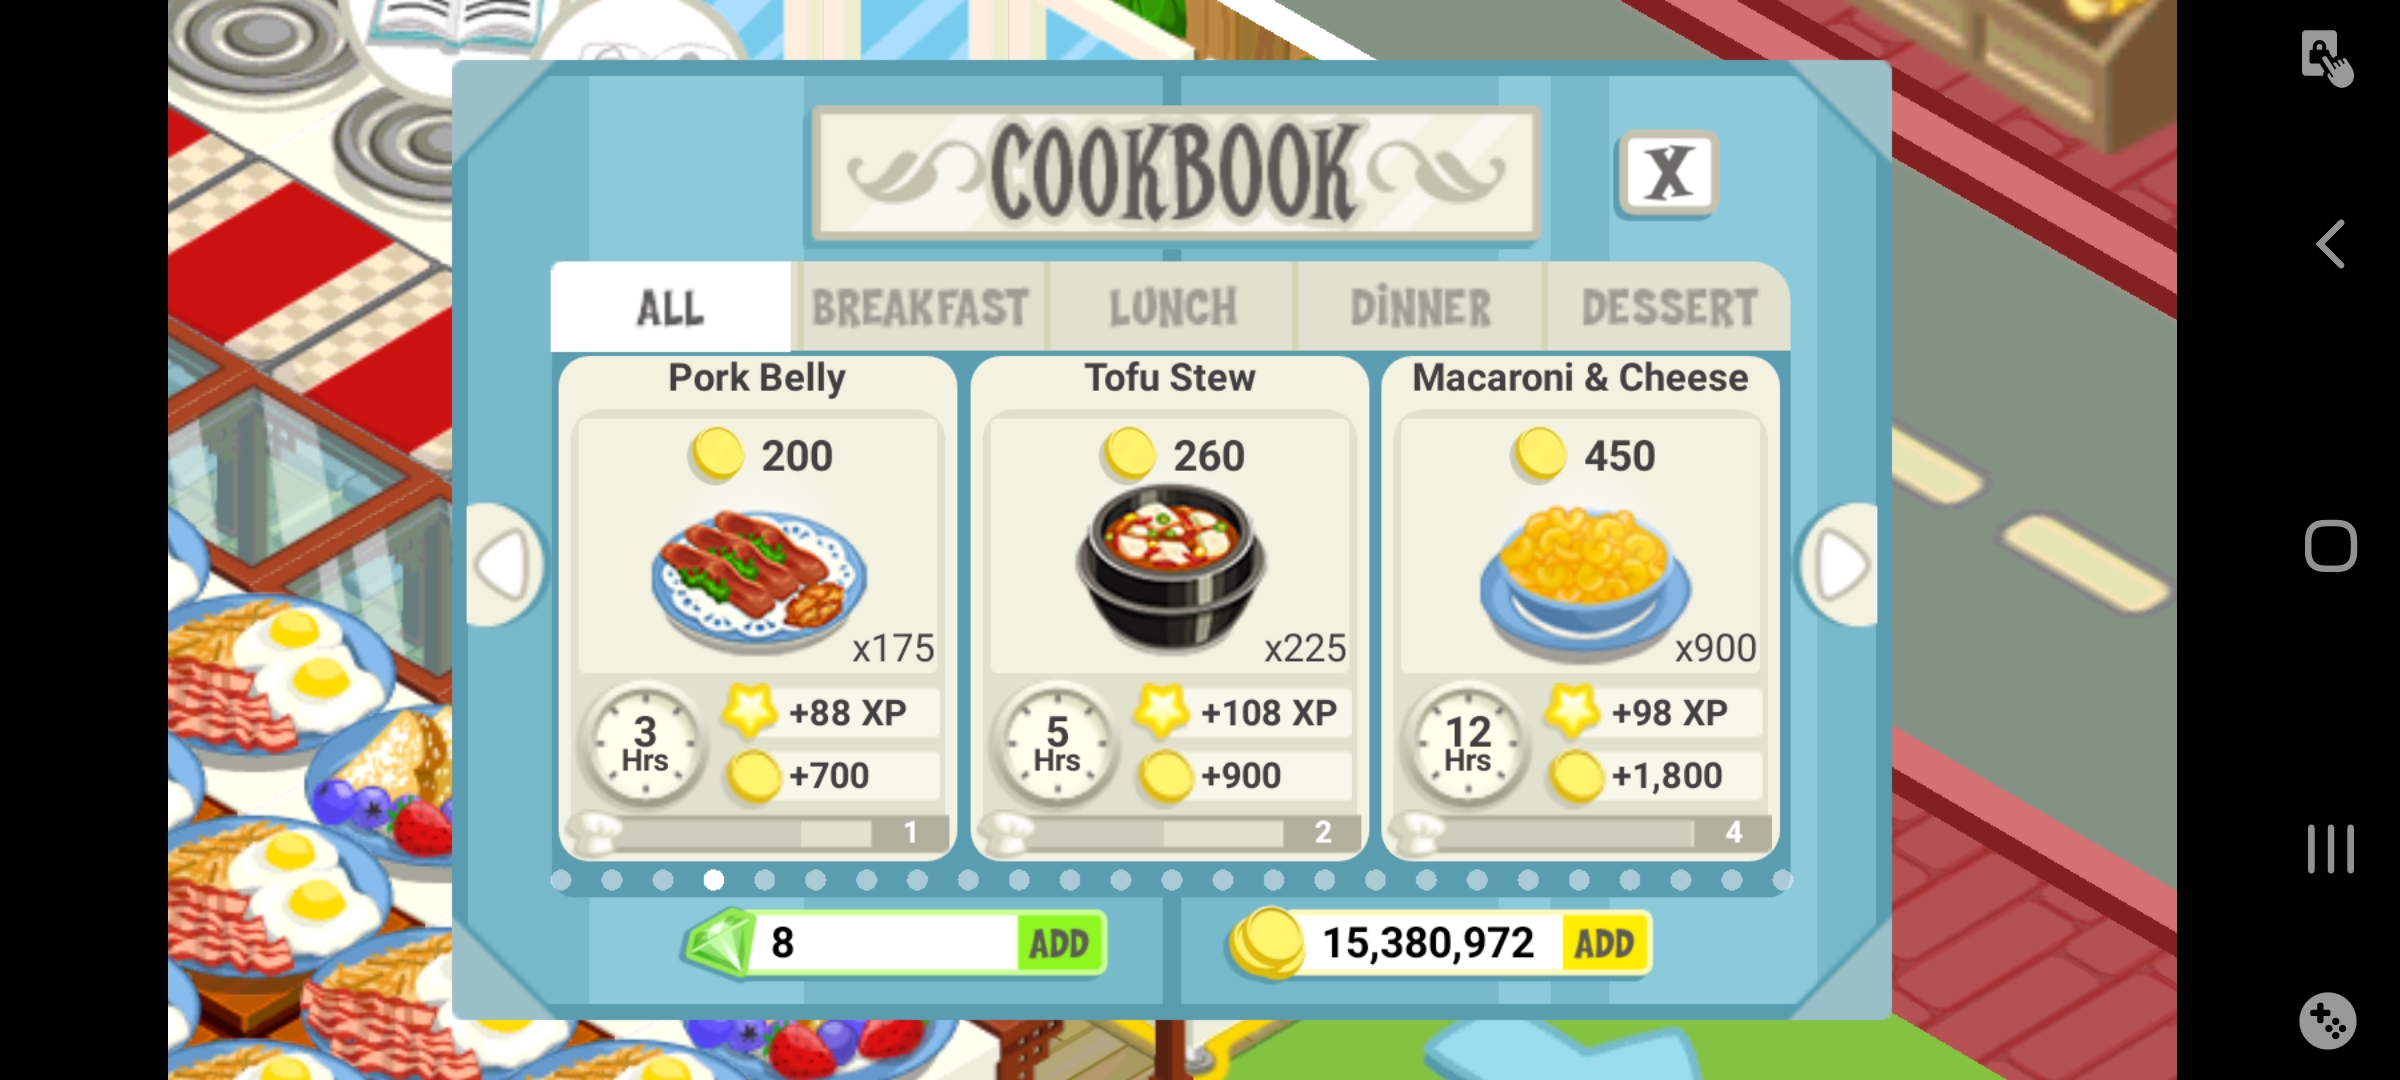 COOKBOOK
X
ALL
BREAKFAST
LUNCH
DINNER
DESSERT
Pork Belly
200
x175
3
Hrs
+88 XP
+700
1
Tofu Stew
260
x225
5
Hrs
+108 XP
+900
2
Macaroni & Cheese
450
x900
12
Hrs
+98 XP
+1,800
4
8
ADD
15,380,972
ADD